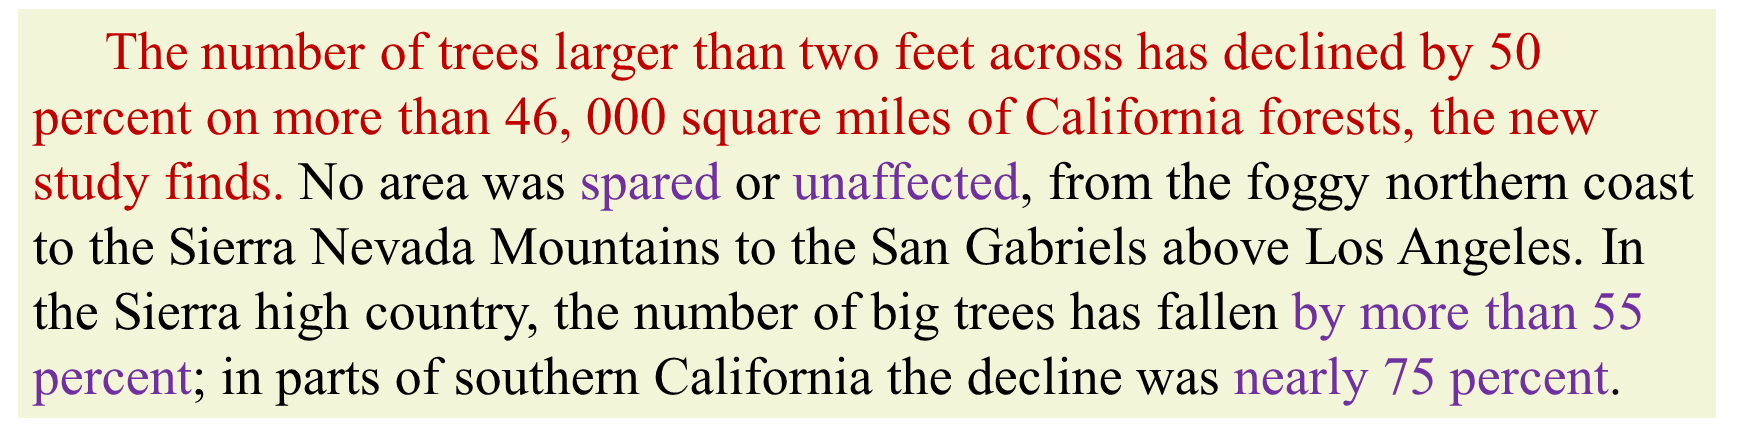 The number of trees larger than two feet across has declined by 50
percent on more than 46, 000 square miles of California forests, the new
study finds. No area was spared or unaffected, from the foggy northern coast
to the Sierra Nevada Mountains to the San Gabriels above Los Angeles. In
the Sierra high country, the number of big trees has fallen by more than 55
percent; in parts of southern California the decline was nearly 75 percent.